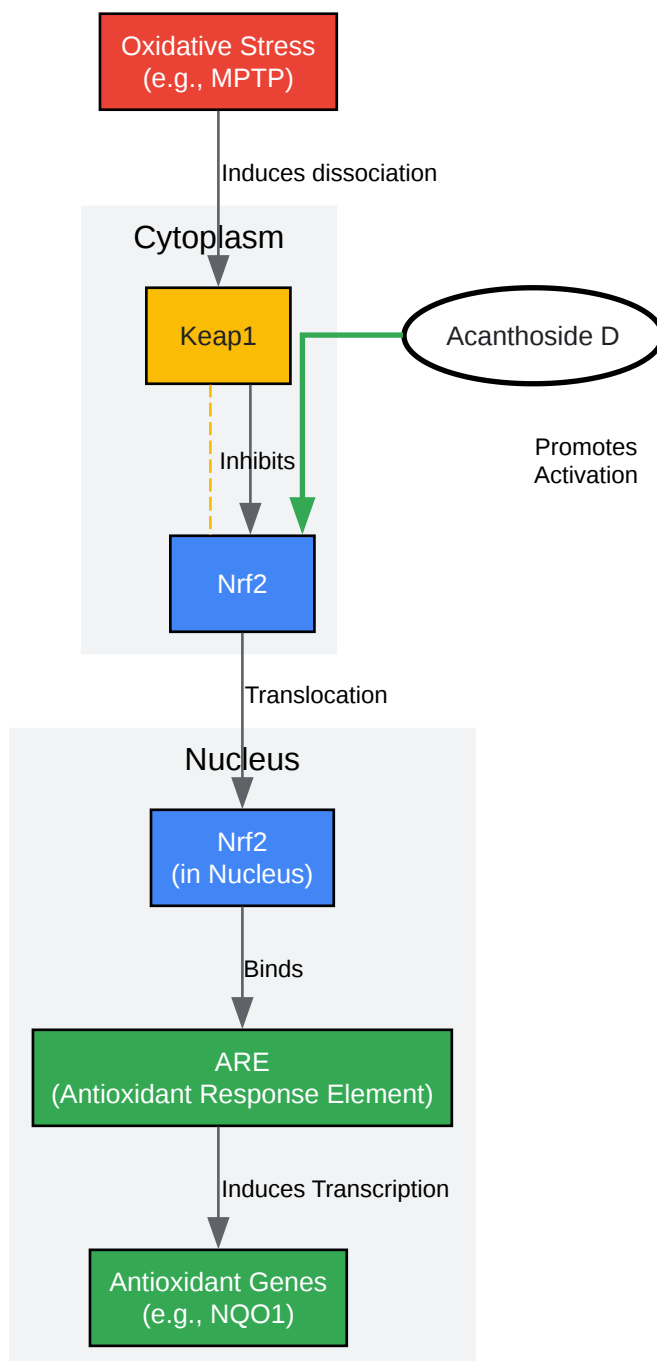 Oxidative Stress
(e.g., MPTP)
Induces dissociation
Cytoplasm
Keap1
Acanthoside D
Inhibits
Promotes
Activation
Nrf2
Translocation
Nucleus
Nrf2
(in Nucleus)
Binds
ARE
(Antioxidant Response Element)
Induces Transcription
Antioxidant Genes
(e.g., NQO1)